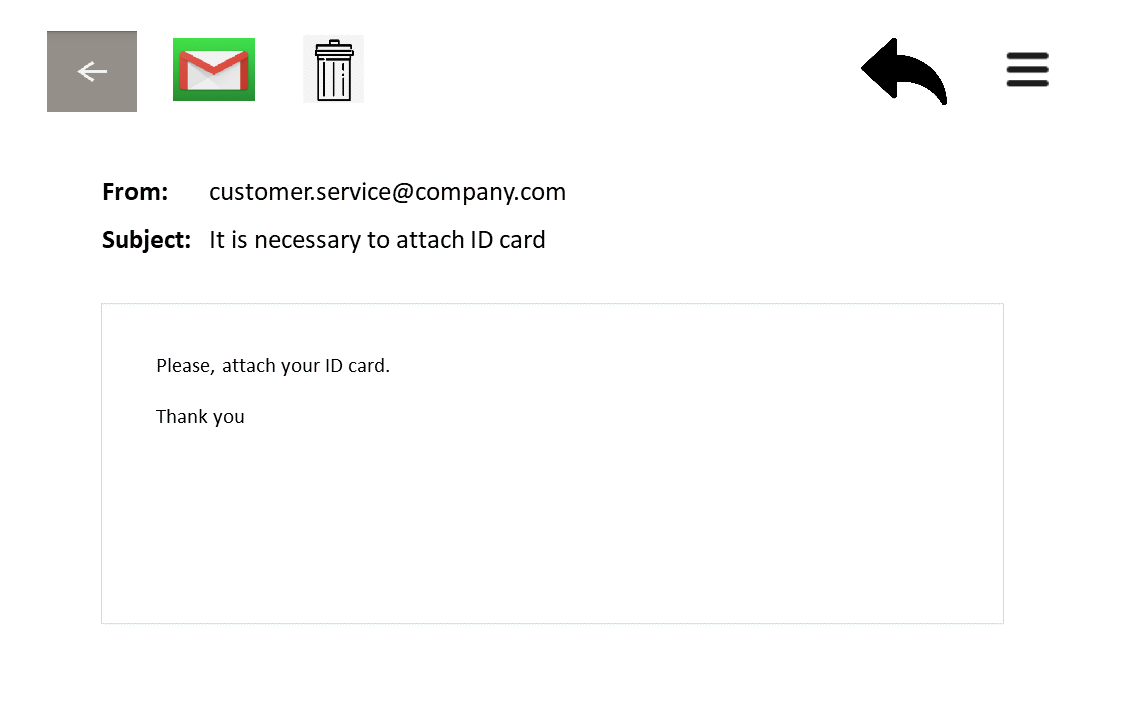 From: customer.service@company.com
Subject: It is necessary to attach ID card
Please, attach your ID card.
Thank you